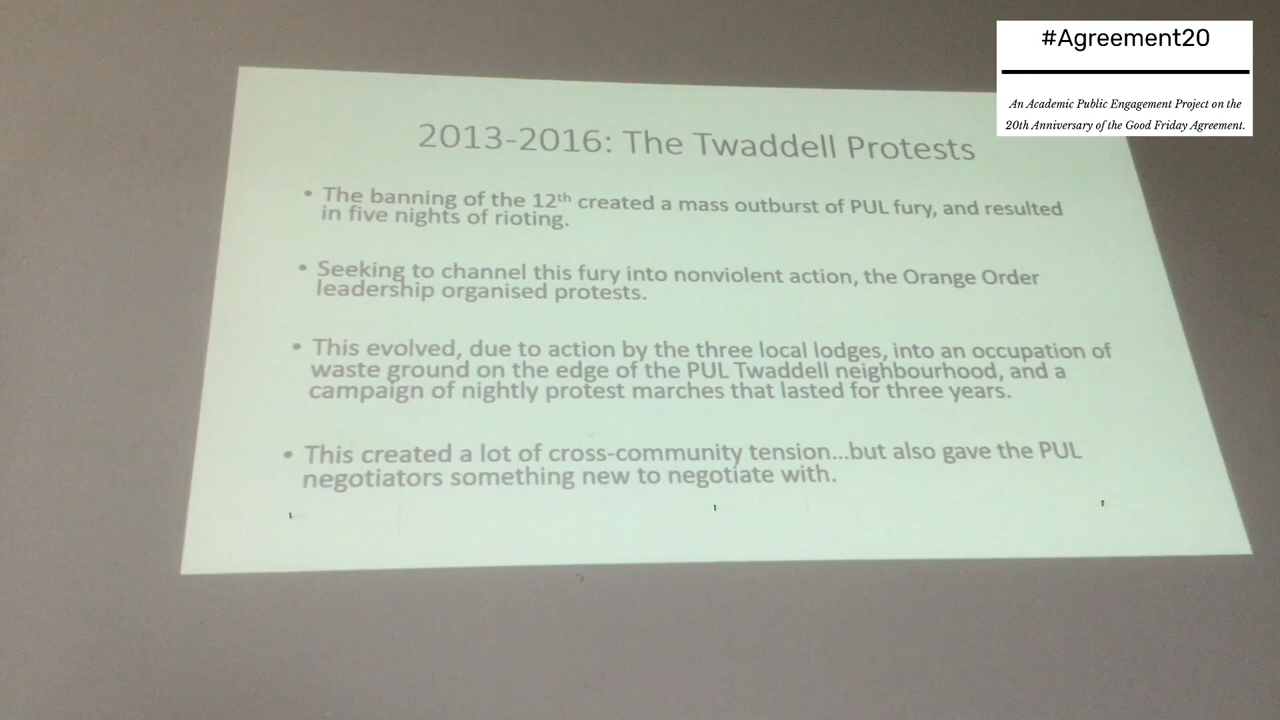 #Agreement20
An Academic Public Engagement Project on the
20th Anniversary of the Good Friday Agreement.
2013-2016: The Twaddell Protests
• The banning of the 12th created a mass outburst of PUL fury, and resulted
in five nights of rioting.
• Seeking to channel this fury into nonviolent action, the Orange Order
leadership organised protests.
• This evolved, due to action by the three local lodges, into an occupation of
waste ground on the edge of the PUL Twaddell neighbourhood, and a
campaign of nightly protest marches that lasted for three years.
• This created a lot of cross-community tension...but also gave the PUL
negotiators something new to negotiate with.